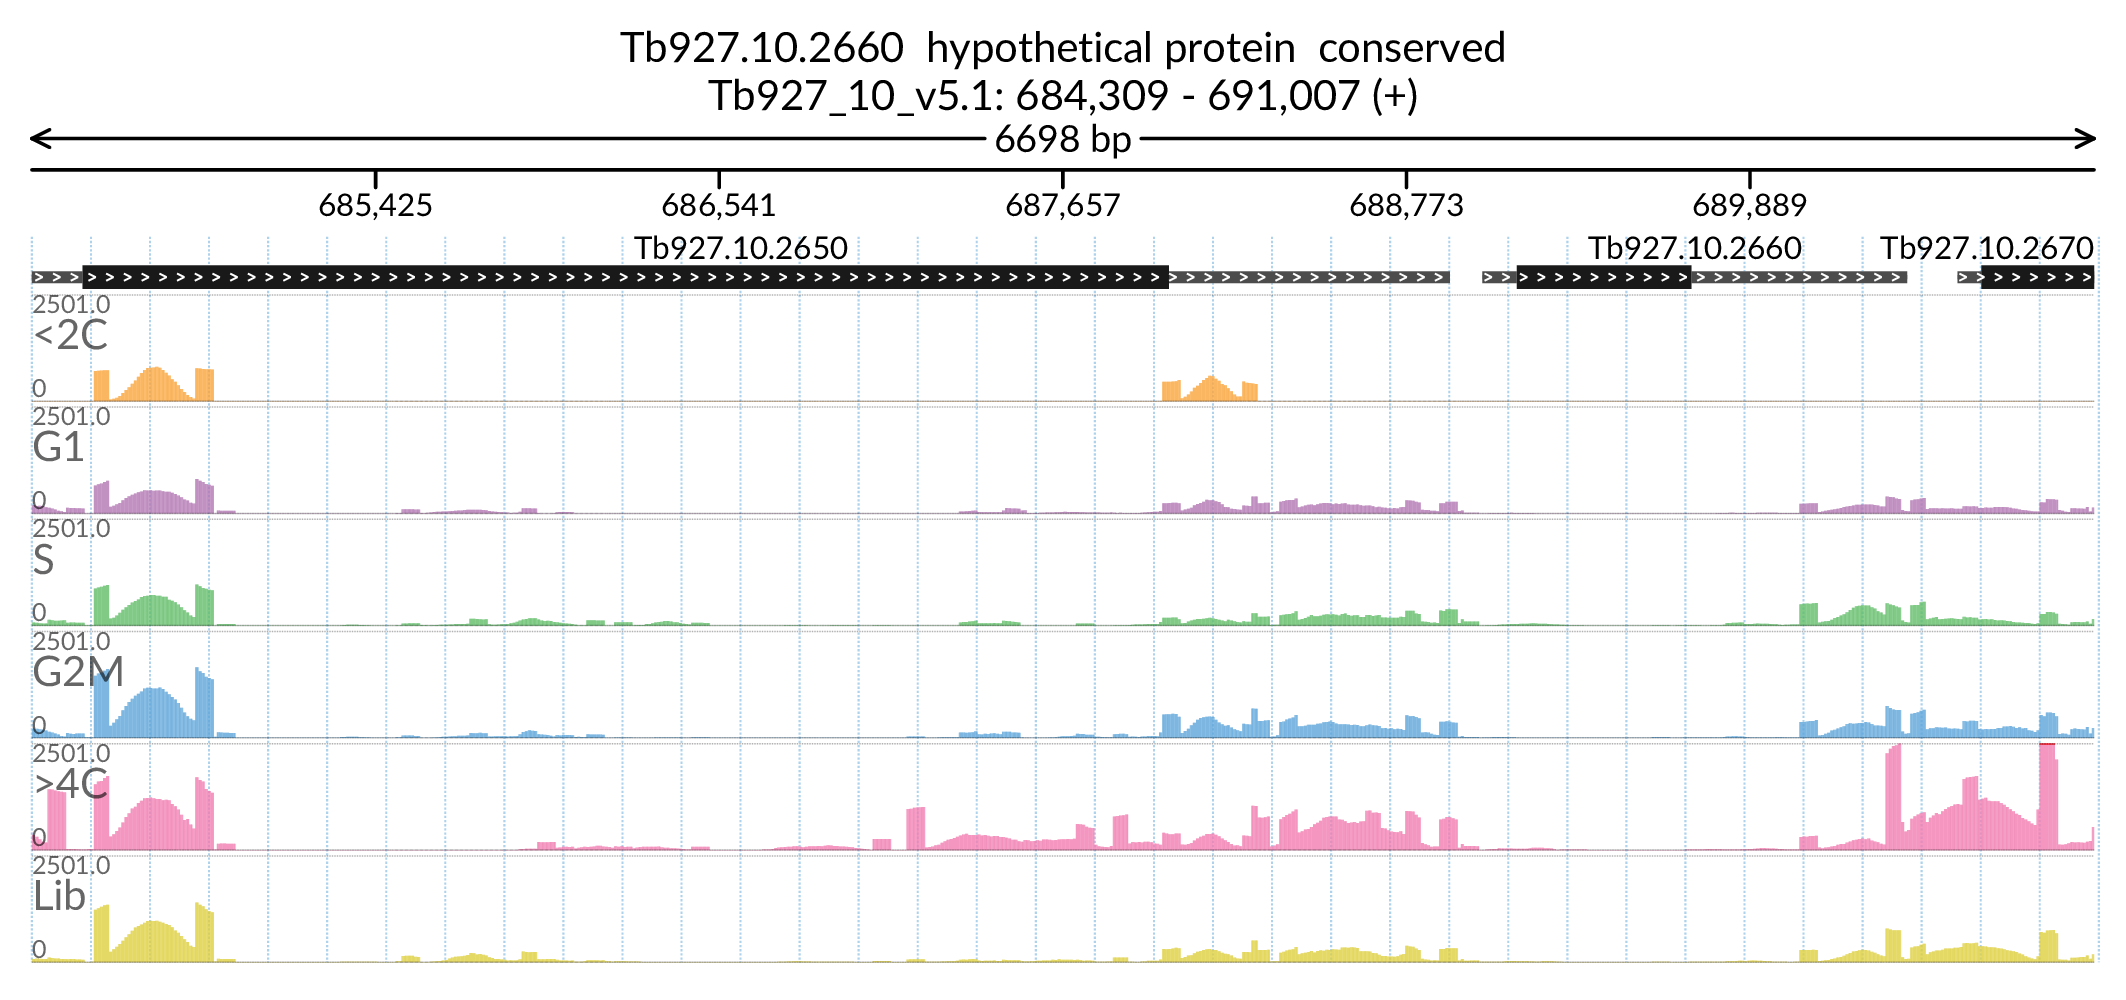 Tb927.10.2660  hypothetical protein  conserved
Tb927_10_v5.1: 684,309 - 691,007 (+)
6698 bp
685,425 686,541 687,657 688,773 689,889
Tb927.10.2650 Tb927.10.2660 Tb927.10.2670
2501.0
<2C
0
2501.0
G1
0
2501.0
S
0
2501.0
G2M
0
2501.0
>4C
0
2501.0
Lib
0